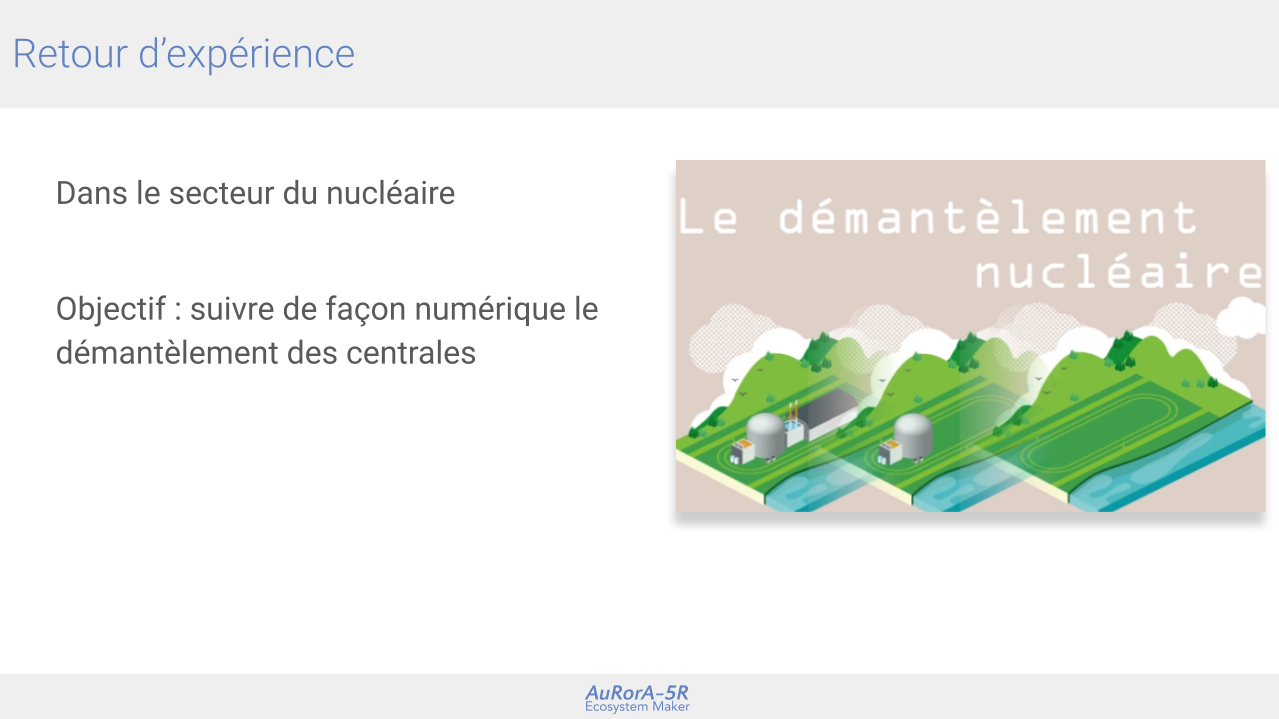 Retour d’expérience
Dans le secteur du nucléaire
Objectif : suivre de façon numérique le
démantèlement des centrales
Le démantèlement
nucléaire
AuRorA-5R
Ecosystem Maker